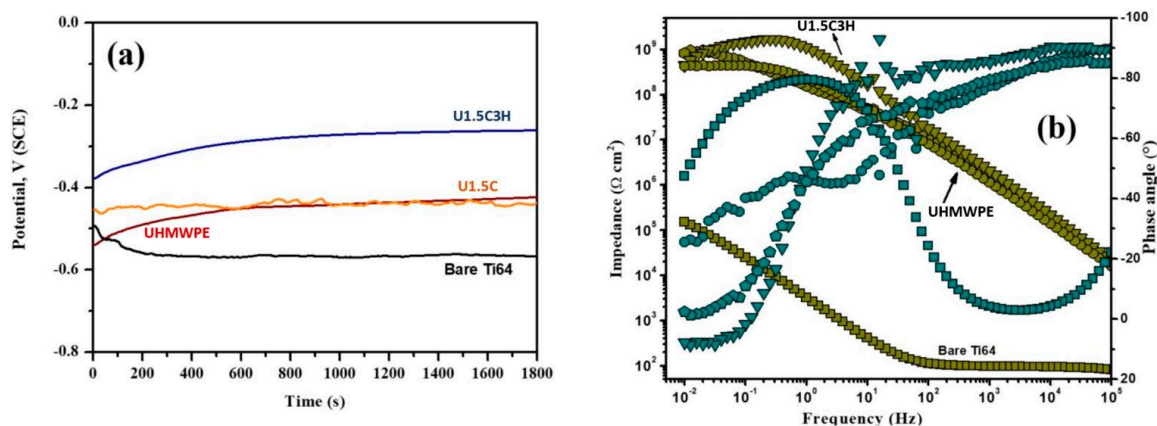 (a)
Potential, V (SCE)
0.0
-0.2
-0.4
-0.6
-0.8
U1.5C3H
U1.5C
UHMWPE
Bare Ti64
0 200 400 600 800 1000 1200 1400 1600 1800
Time (s)
(b)
Impedance (Ω cm²)
10⁹
10⁸
10⁷
10⁶
10⁵
10⁴
10³
10²
U1.5C3H
UHMWPE
Bare Ti64
-100
-80
-60
-40
-20
0
20
Phase angle (°)
10⁻² 10⁻¹ 10⁰ 10¹ 10² 10³ 10⁴ 10⁵
Frequency (Hz)